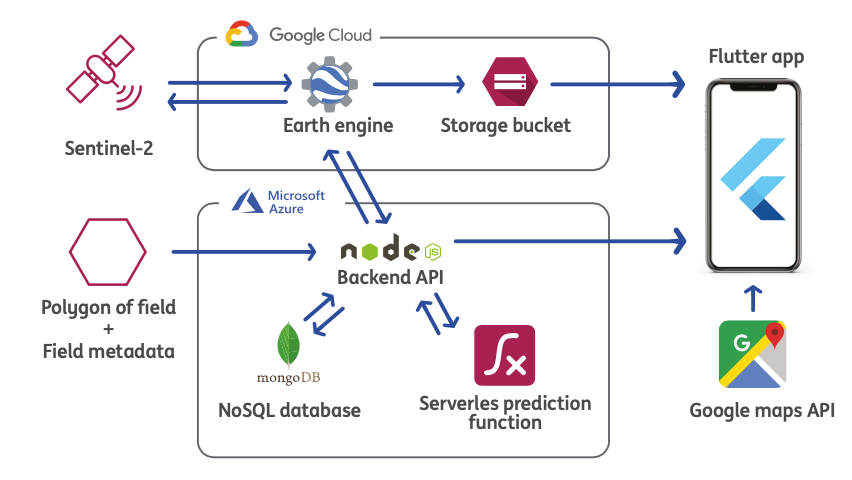 Google Cloud
Flutter app
Earth engine
Storage bucket
Sentinel-2
Microsoft
Azure
node
JS
Backend API
Polygon of field
+
Field metadata
mongoDB
NoSQL database
Serverles prediction
function
G
Google maps API